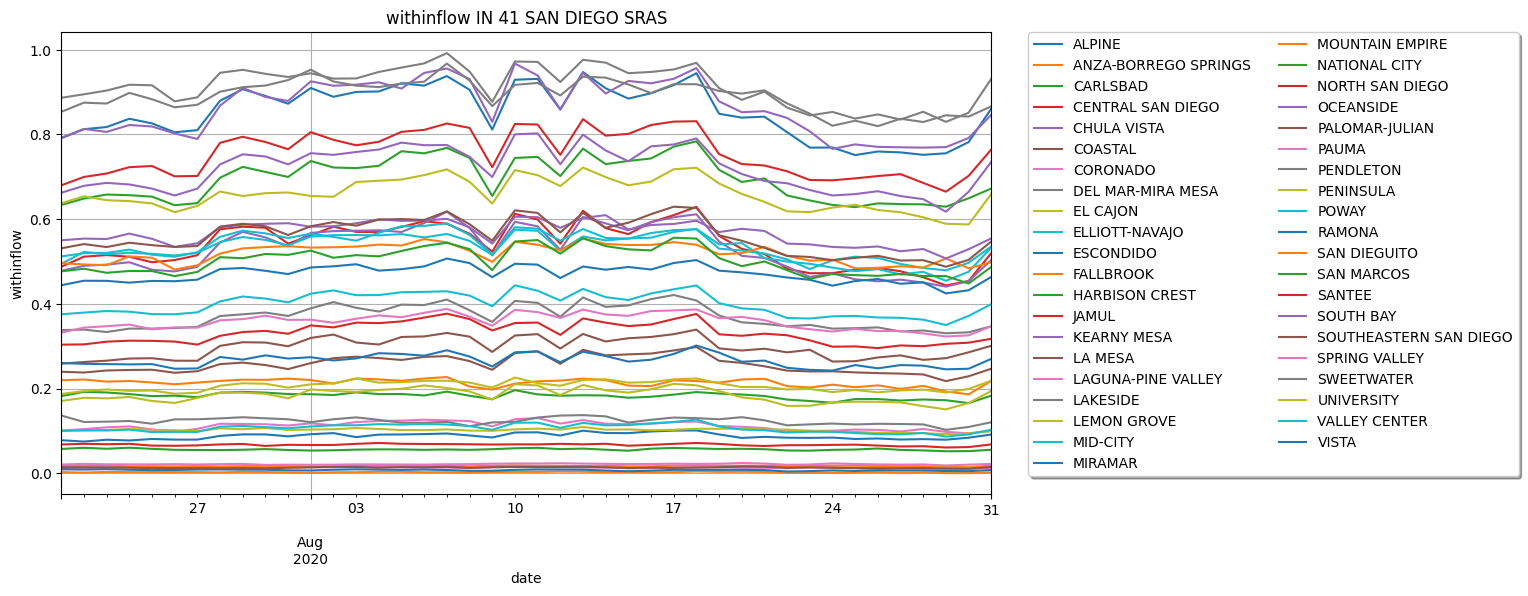 withinflow IN 41 SAN DIEGO SRAS
1.0
0.8
0.6
0.4
0.2
0.0
withinflow
27
03
10
17
24
31
Aug
2020
date
ALPINE
ANZA-BORREGO SPRINGS
CARLSBAD
CENTRAL SAN DIEGO
CHULA VISTA
COASTAL
CORONADO
DEL MAR-MIRA MESA
EL CAJON
ELLIOTT-NAVAJO
ESCONDIDO
FALLBROOK
HARBISON CREST
JAMUL
KEARNY MESA
LA MESA
LAGUNA-PINE VALLEY
LAKESIDE
LEMON GROVE
MID-CITY
MIRAMAR
MOUNTAIN EMPIRE
NATIONAL CITY
NORTH SAN DIEGO
OCEANSIDE
PALOMAR-JULIAN
PAUMA
PENDLETON
PENINSULA
POWAY
RAMONA
SAN DIEGUITO
SAN MARCOS
SANTEE
SOUTH BAY
SOUTHEASTERN SAN DIEGO
SPRING VALLEY
SWEETWATER
UNIVERSITY
VALLEY CENTER
VISTA